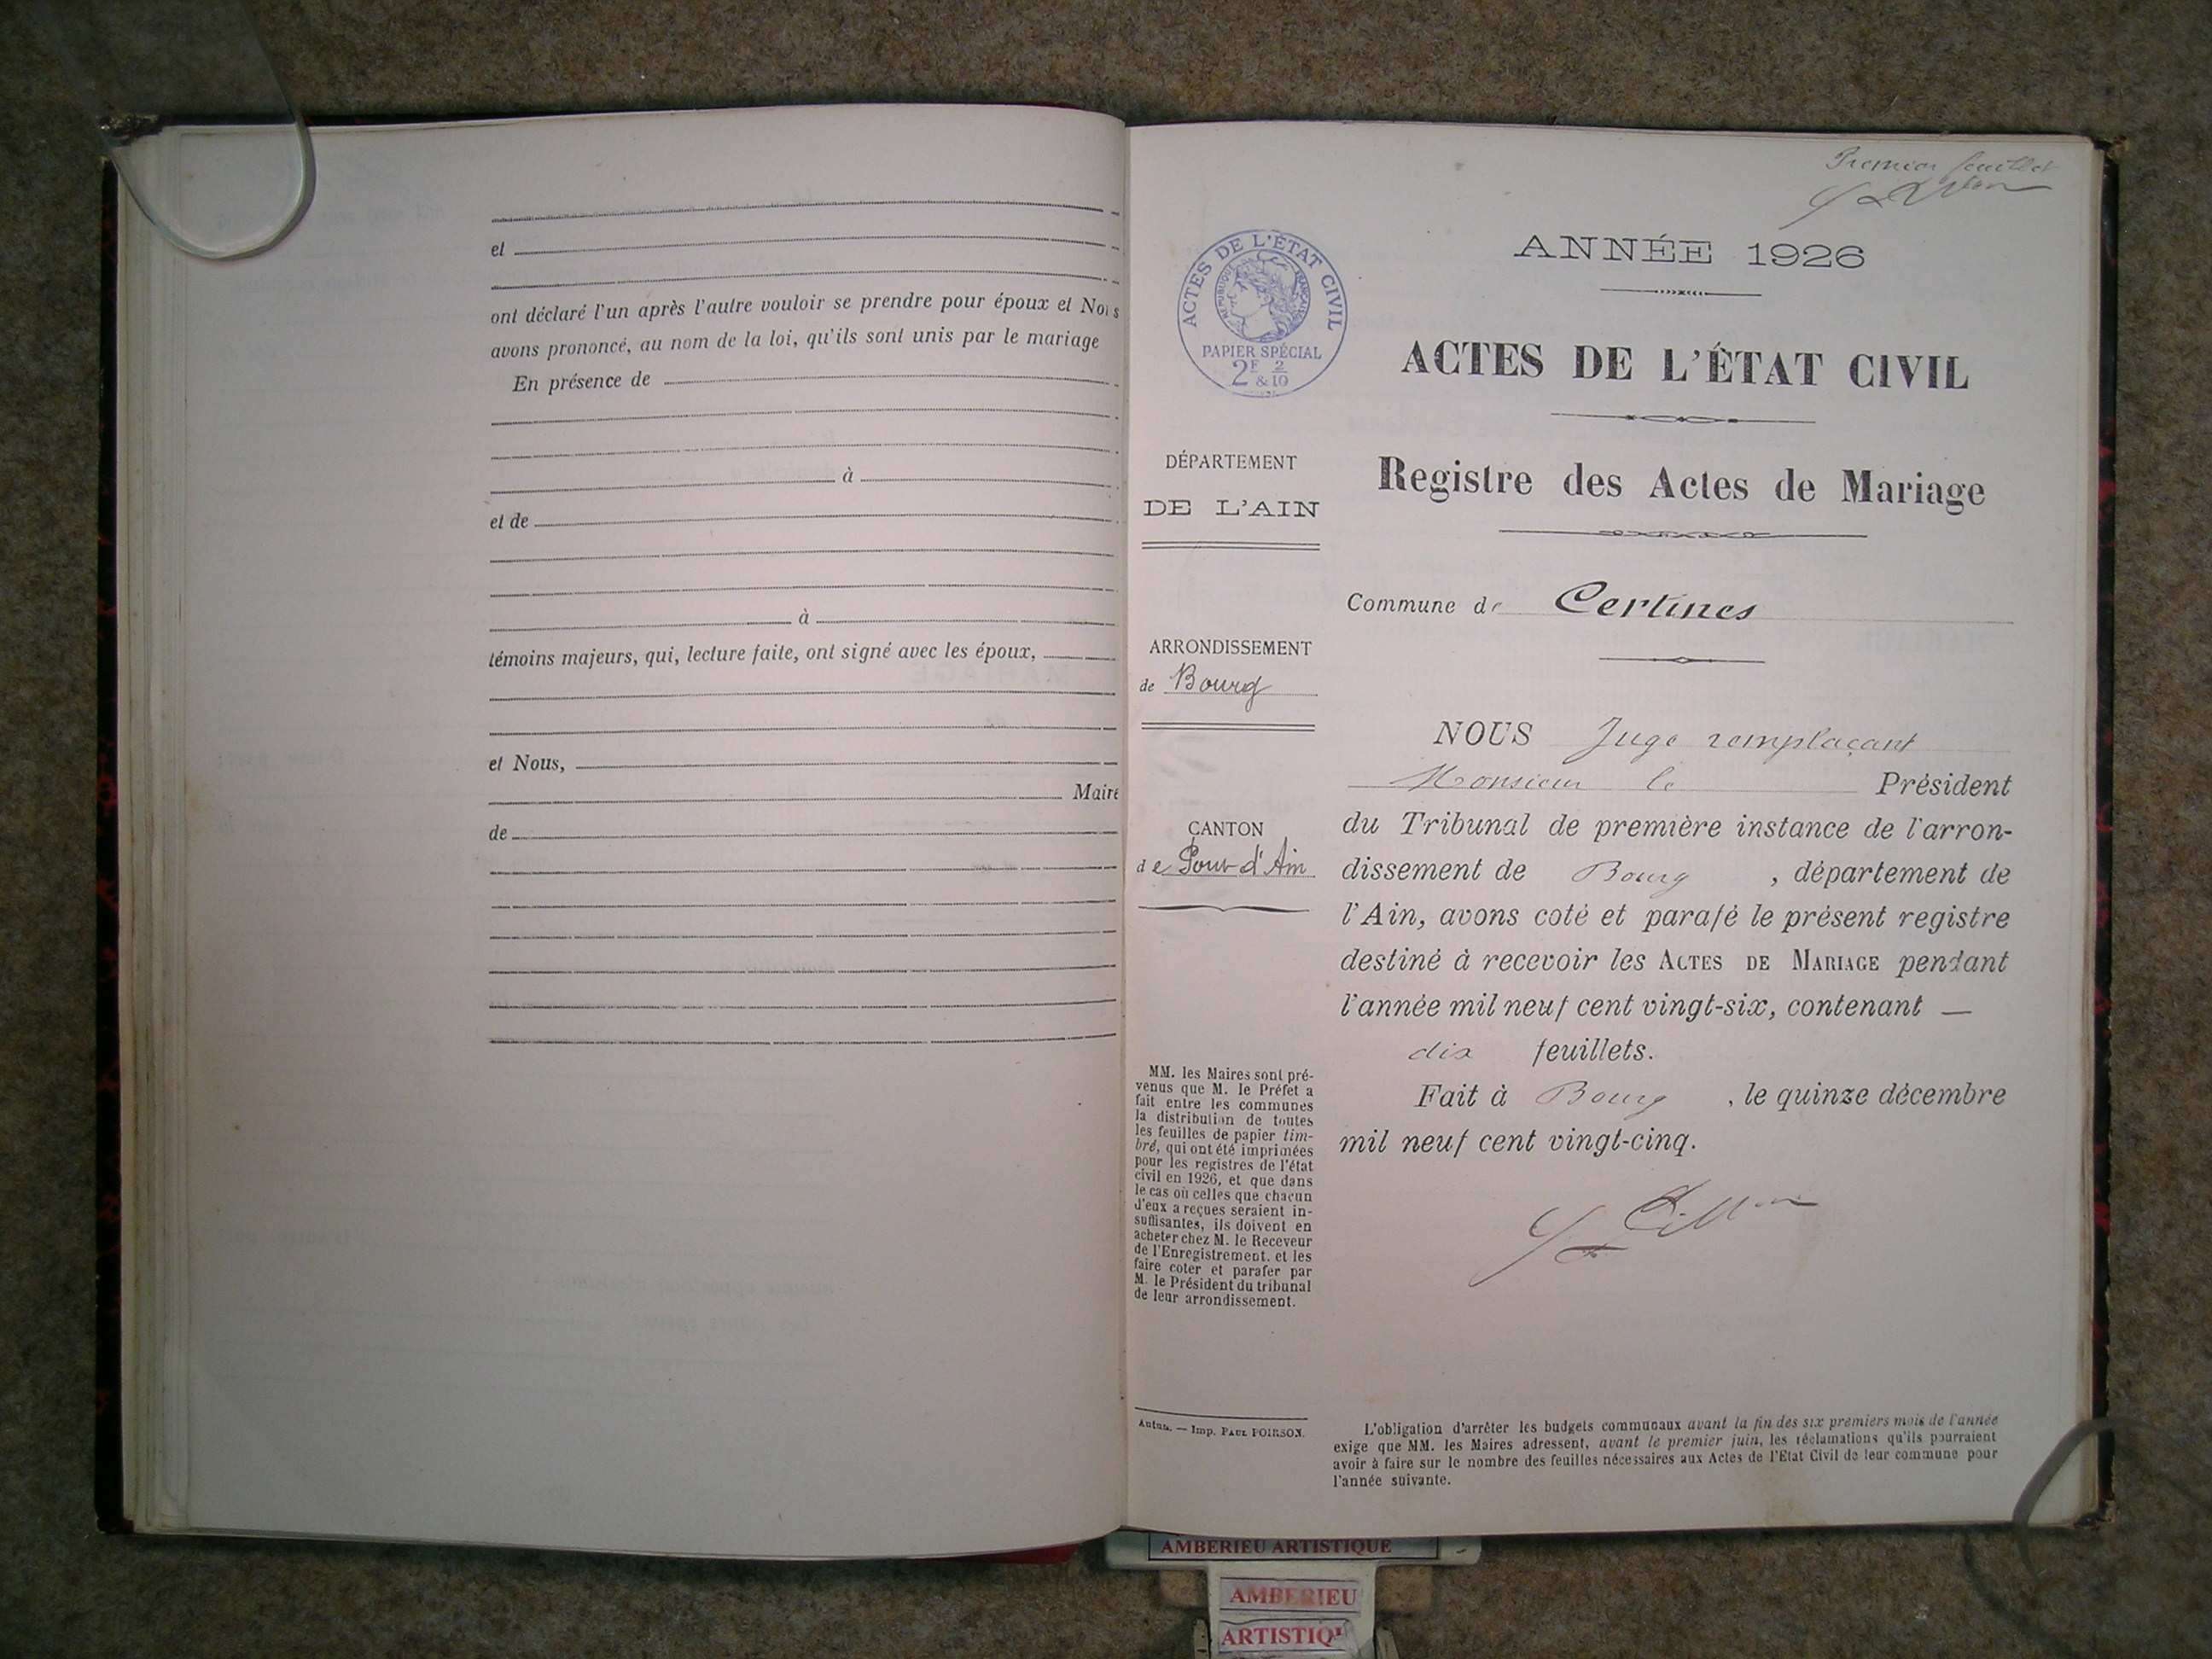 et
ont déclaré l'un après l'autre vouloir se prendre pour époux et Nous
avons prononcé, au nom de la loi, qu'ils sont unis par le mariage
En présence de
à
et de
à
témoins majeurs, qui, lecture faite, ont signé avec les époux,
et Nous,
Maire
de
Premier feuillet
ANNÉE 1926
ACTES DE L'ÉTAT CIVIL
RÉPUBLIQUE FRANÇAISE
PAPIER SPÉCIAL
2F & 2/10
ACTES DE L'ÉTAT CIVIL
Registre des Actes de Mariage
DÉPARTEMENT
DE L'AIN
Commune de Certines
ARRONDISSEMENT
de Bourg
CANTON
de Pont d'Ain
NOUS Juge remplaçant
Monsieur le Président
du Tribunal de première instance de l'arron-
dissement de Bourg, département de
l'Ain, avons coté et parafé le présent registre
destiné à recevoir les ACTES DE MARIAGE pendant
l'année mil neuf cent vingt-six, contenant —
dix feuillets.
Fait à Bourg, le quinze décembre
mil neuf cent vingt-cinq.
MM. les Maires sont pré-
venus que M. le Préfet a
fait entre les communes
la distribution de toutes
les feuilles de papier tim-
bré, qui ont été imprimées
pour les registres de l'état
civil en 1926, et que dans
le cas où celles que chacun
d'eux a reçues seraient in-
suffisantes, ils doivent en
acheter chez M. le Receveur
de l'Enregistrement. et les
faire coter et parafer par
M. le Président du tribunal
de leur arrondissement.
Autun. — Imp. PAUL POIRSON.
L'obligation d'arrêter les budgets communaux avant la fin des six premiers mois de l'année
exige que MM. les Maires adressent, avant le premier juin, les réclamations qu'ils pourraient
avoir à faire sur le nombre des feuilles nécessaires aux Actes de l'Etat Civil de leur commune pour
l'année suivante.
AMBERIEU ARTISTIQUE
AMBERIEU
ARTISTIQU